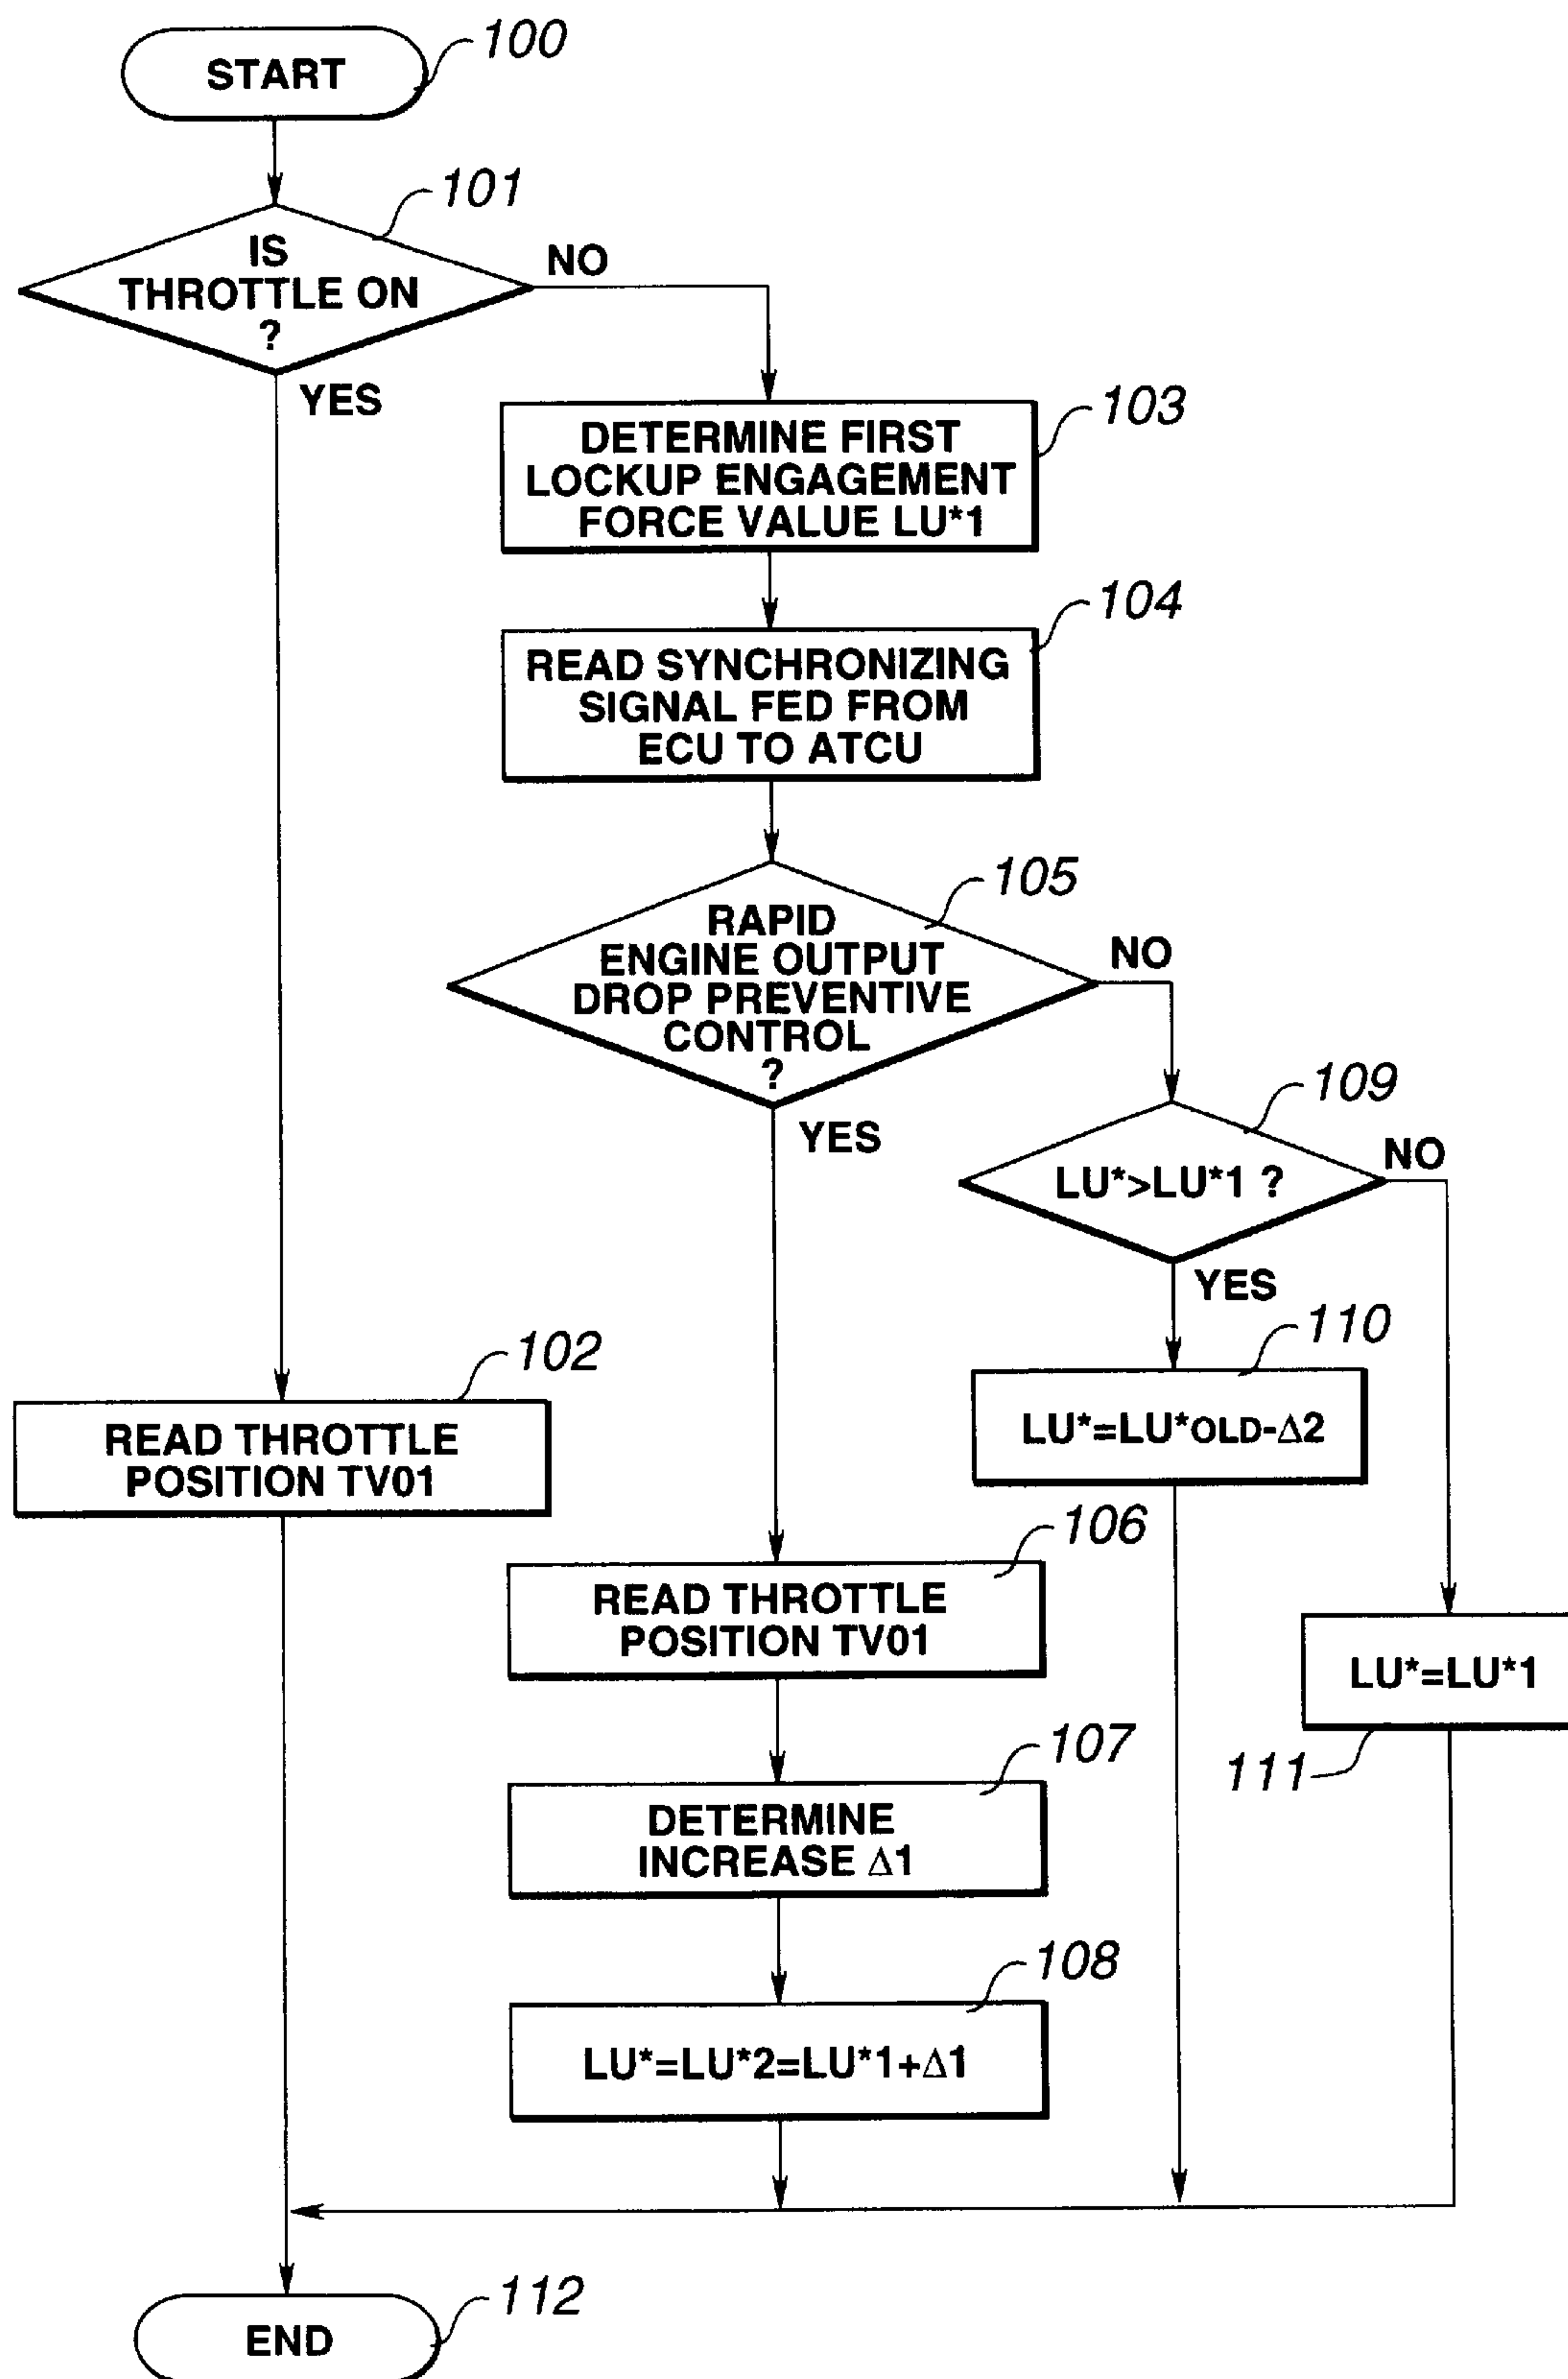 START
100
101
IS
THROTTLE ON
?
NO
YES
103
DETERMINE FIRST
LOCKUP ENGAGEMENT
FORCE VALUE LU*1
104
READ SYNCHRONIZING
SIGNAL FED FROM
ECU TO ATCU
105
RAPID
ENGINE OUTPUT
DROP PREVENTIVE
CONTROL
?
NO
YES
109
LU*>LU*1 ?
NO
YES
110
LU*=LU*OLD-Δ2
102
READ THROTTLE
POSITION TV01
106
READ THROTTLE
POSITION TV01
LU*=LU*1
111
107
DETERMINE
INCREASE Δ1
108
LU*=LU*2=LU*1+Δ1
112
END